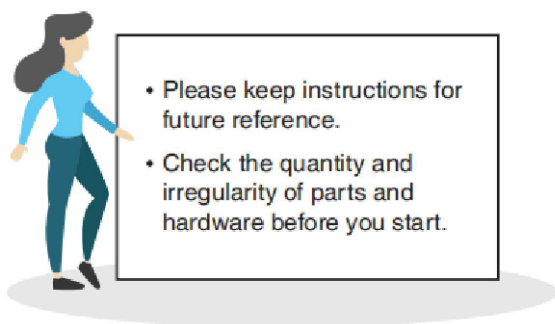 • Please keep instructions for
future reference.
• Check the quantity and
irregularity of parts and
hardware before you start.